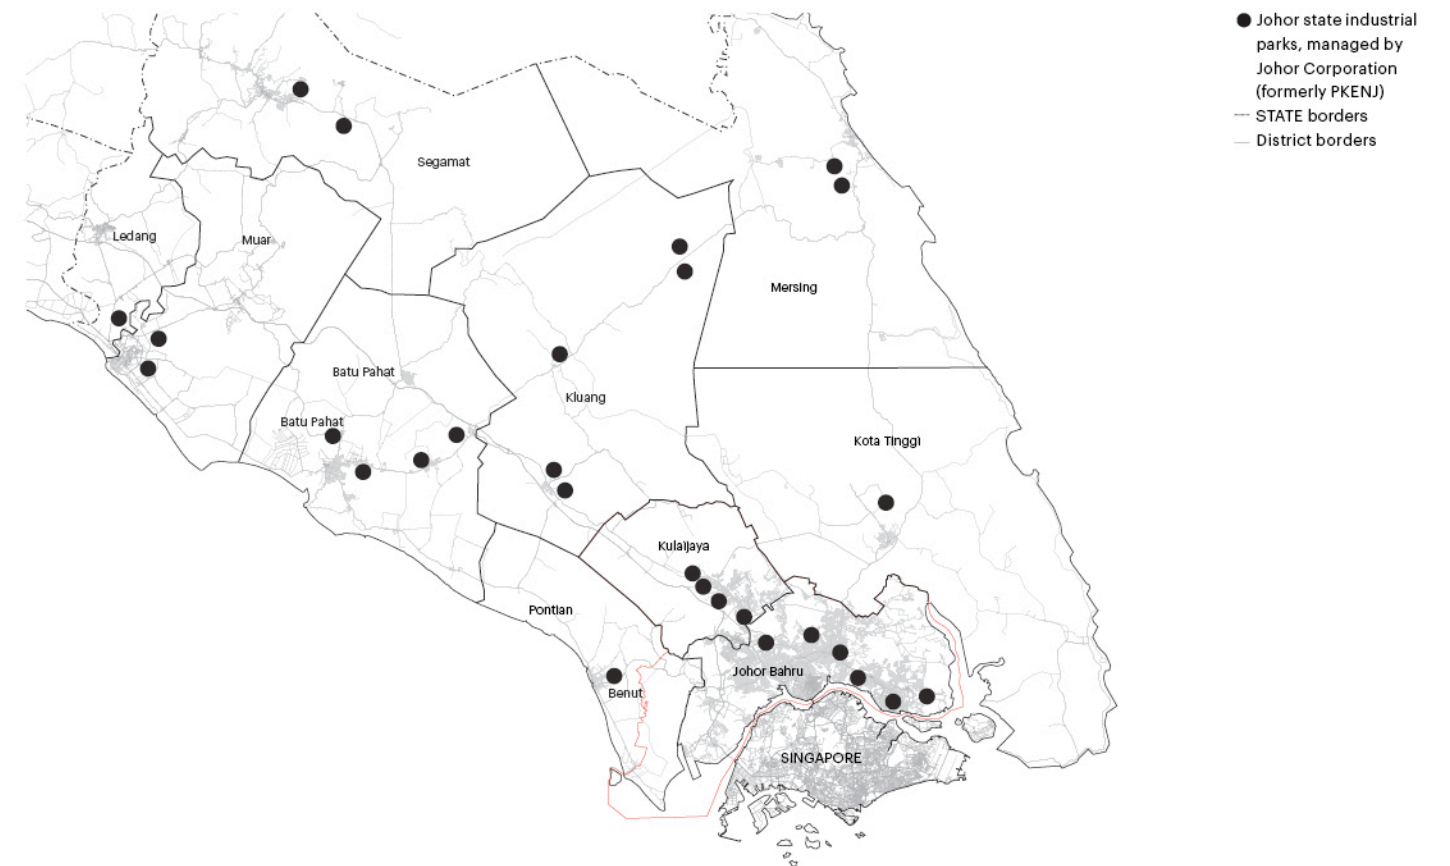 Johor state industrial
parks, managed by
Johor Corporation
(formerly PKENJ)
STATE borders
District borders
Segamat
Ledang
Muar
Mersing
Batu Pahat
Kluang
Batu Pahat
Kota Tinggi
Kulaijaya
Pontian
Johor Bahru
Benut
SINGAPORE